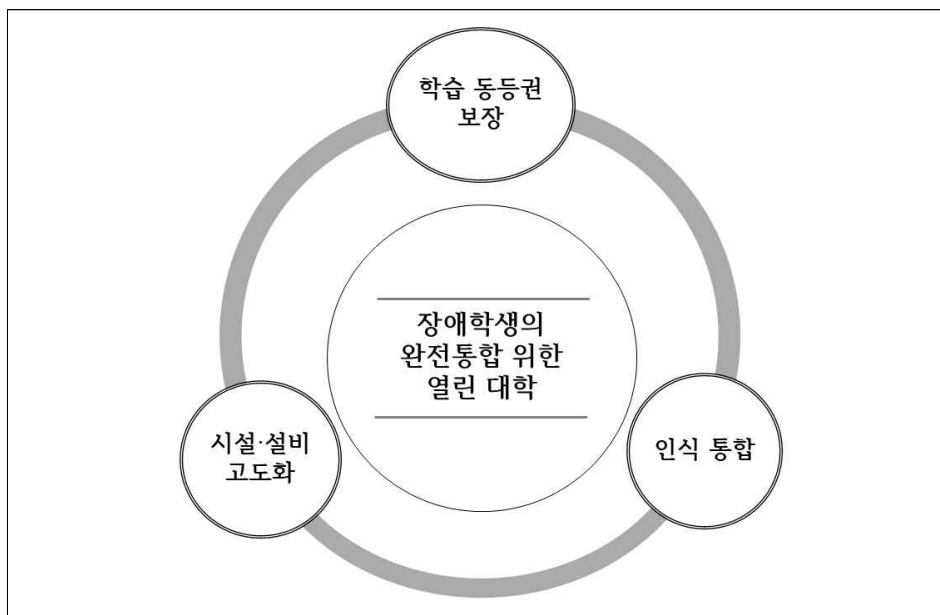 학습 동등권
보장
장애학생의
완전통합 위한
열린 대학
시설·설비
고도화
인식 통합